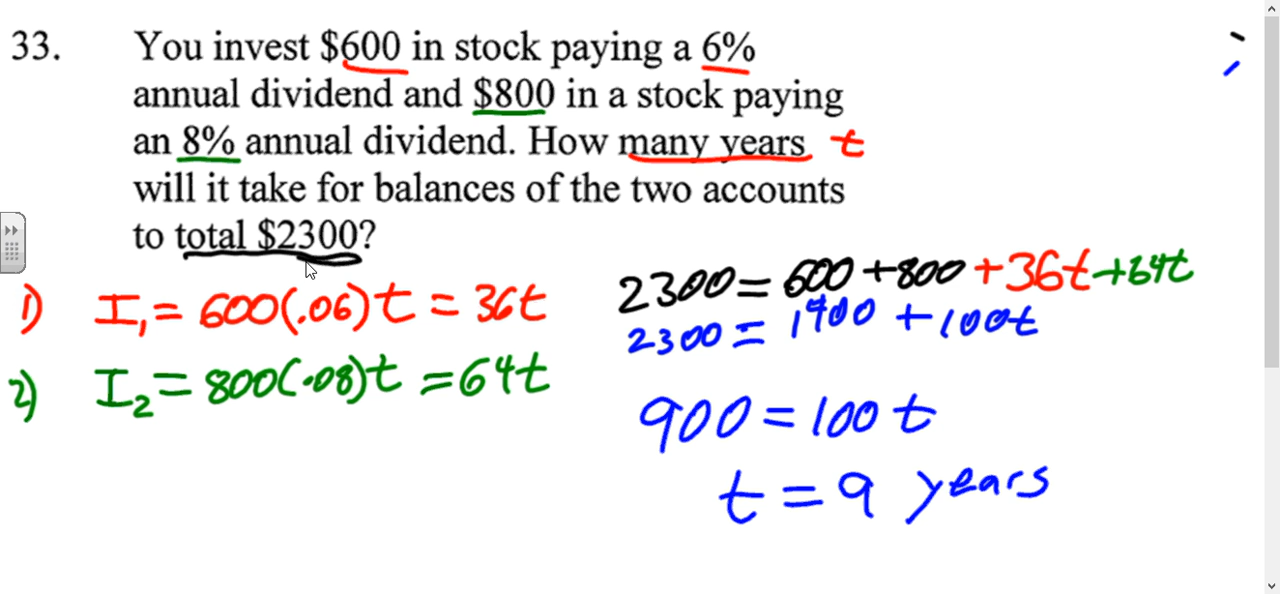 33. You invest $600 in stock paying a 6%
annual dividend and $800 in a stock paying
an 8% annual dividend. How many years t
will it take for balances of the two accounts
to total $2300?
2300 = 600 + 800 + 36t + 64t
1) I₁ = 600(.06)t = 36t
2300 = 1400 + 100t
2) I₂ = 800(.08)t = 64t
900 = 100t
t = 9 years